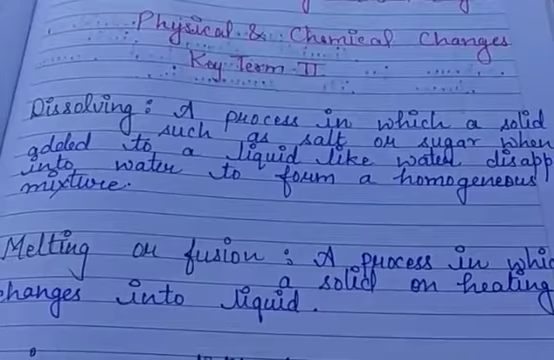 Physical & Chemical Changes
Key Term II
Dissolving : A process in which a solid
such as salt or sugar when
added to a liquid like water disapp
into water to form a homogeneous
mixture.
Melting or fusion : A process in whic
a solid on heating
changes into liquid.